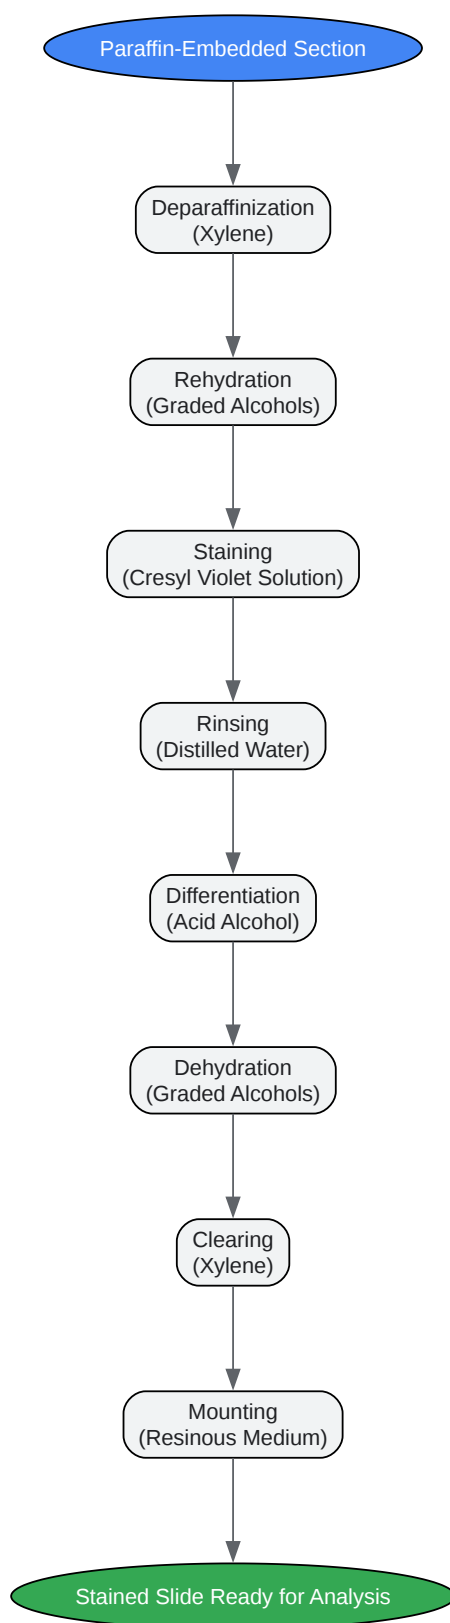 Paraffin-Embedded Section
Deparaffinization
(Xylene)
Rehydration
(Graded Alcohols)
Staining
(Cresyl Violet Solution)
Rinsing
(Distilled Water)
Differentiation
(Acid Alcohol)
Dehydration
(Graded Alcohols)
Clearing
(Xylene)
Mounting
(Resinous Medium)
Stained Slide Ready for Analysis